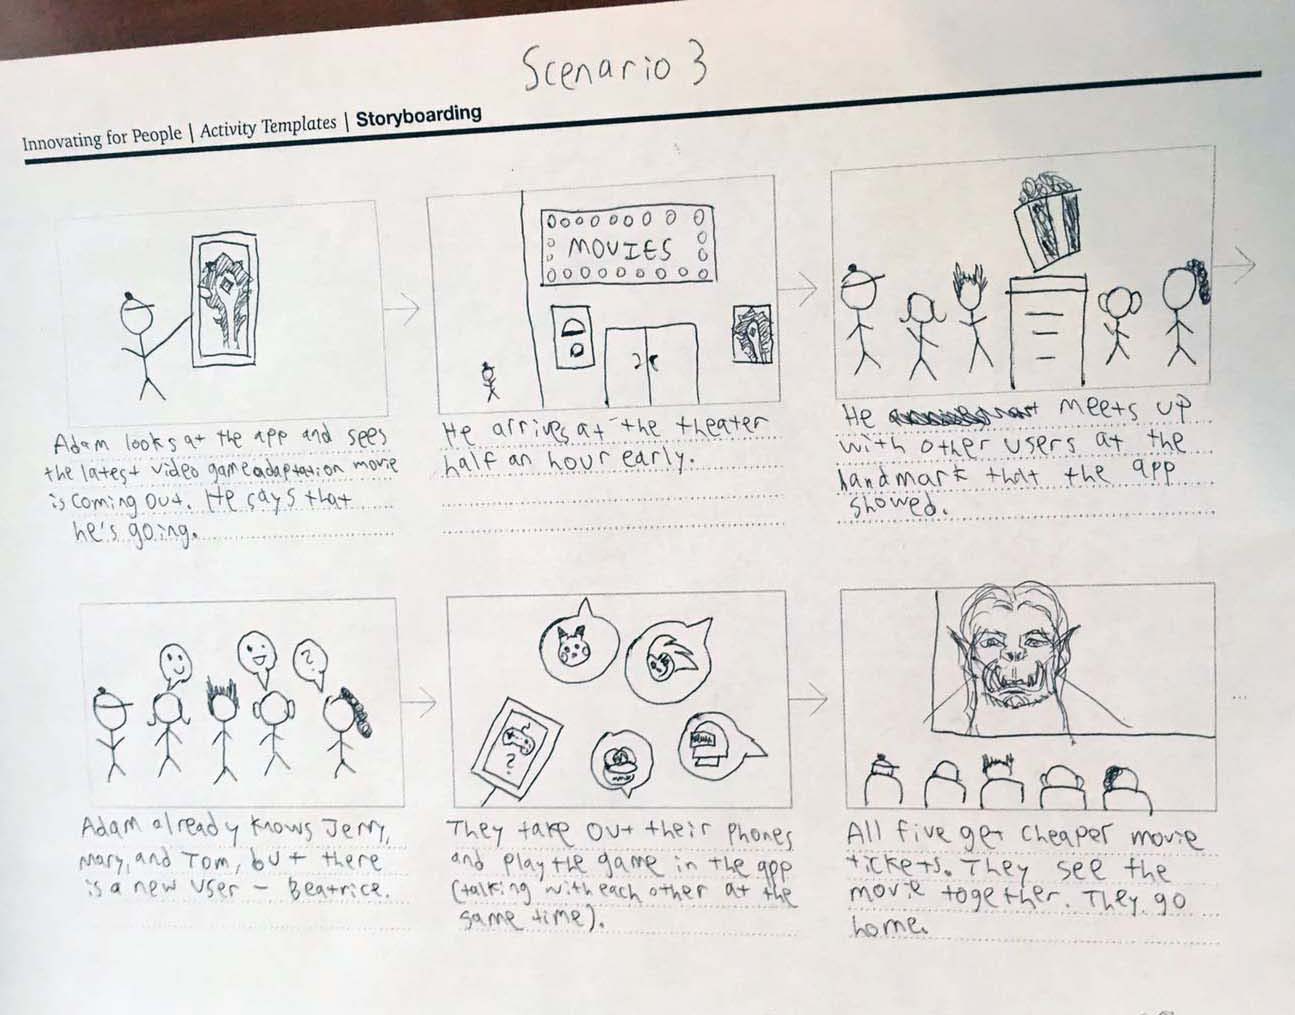 Scenario 3
Innovating for People | Activity Templates | Storyboarding
MOVIES
Adam looks at the app and sees
the latest video game adaptation movie
is coming out. He says that
he's going.
He arrives at the theater
half an hour early.
He meets up
with other users at the
landmark that the app
showed.
?
Adam already knows Jerry,
Mary, and Tom, but there
is a new user - Beatrice.
?
They take out their phones
and play the game in the app
(talking with each other at the
same time).
All five get cheaper movie
tickets. They see the
movie together. They go
home.
...